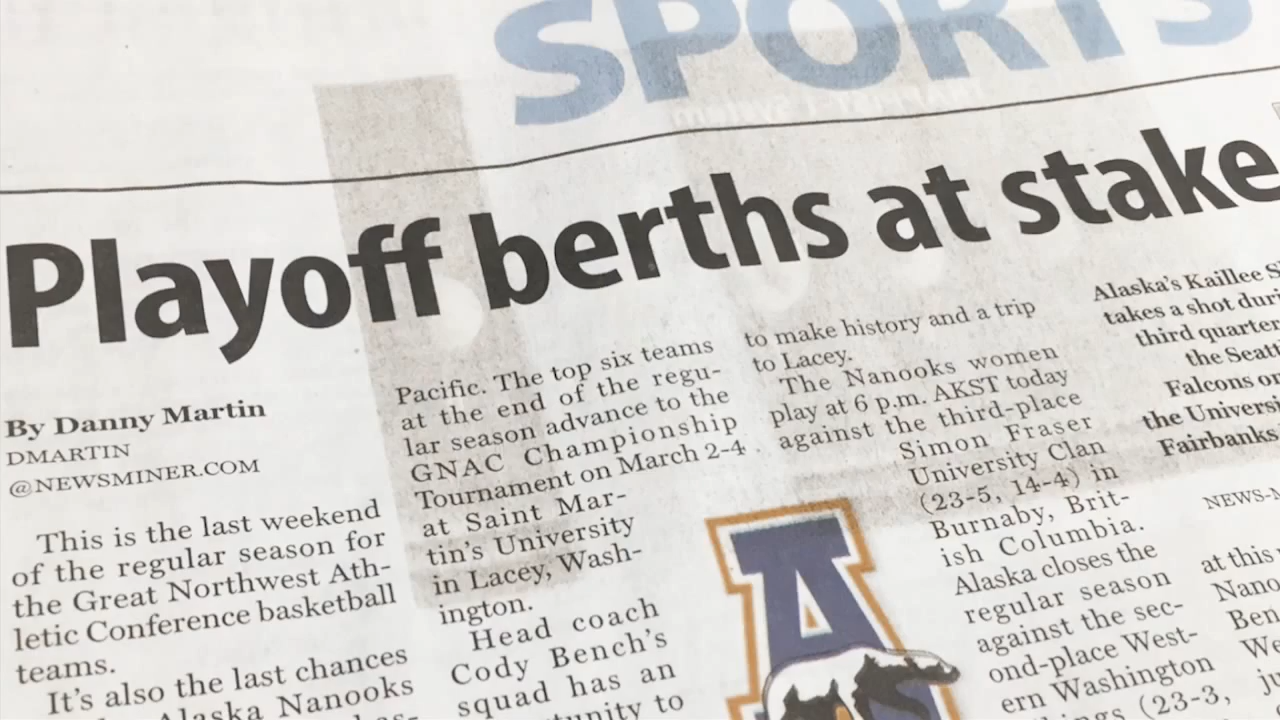 SPORTS
Playoff berths at stake
By Danny Martin
DMARTIN
@NEWSMINER.COM
This is the last weekend
of the regular season for
the Great Northwest Ath-
letic Conference basketball
teams.
It's also the last chances
Alaska Nanooks
Pacific. The top six teams
at the end of the regu-
lar season advance to the
GNAC Championship
Tournament on March 2-4
at Saint Mar-
tin's University
in Lacey, Wash-
ington.
Head coach
Cody Bench's
squad has an
to
to make history and a trip
to Lacey.
The Nanooks women
play at 6 p.m. AKST today
against the third-place
Simon Fraser
University Clan
(23-5, 14-4) in
Burnaby, Brit-
ish Columbia.
Alaska closes the
regular season
against the sec-
ond-place West-
ern Washington
(23-3,
Alaska's Kaillee
takes a shot
third quarter
the
Falcons
the
Fairbanks
at this
A